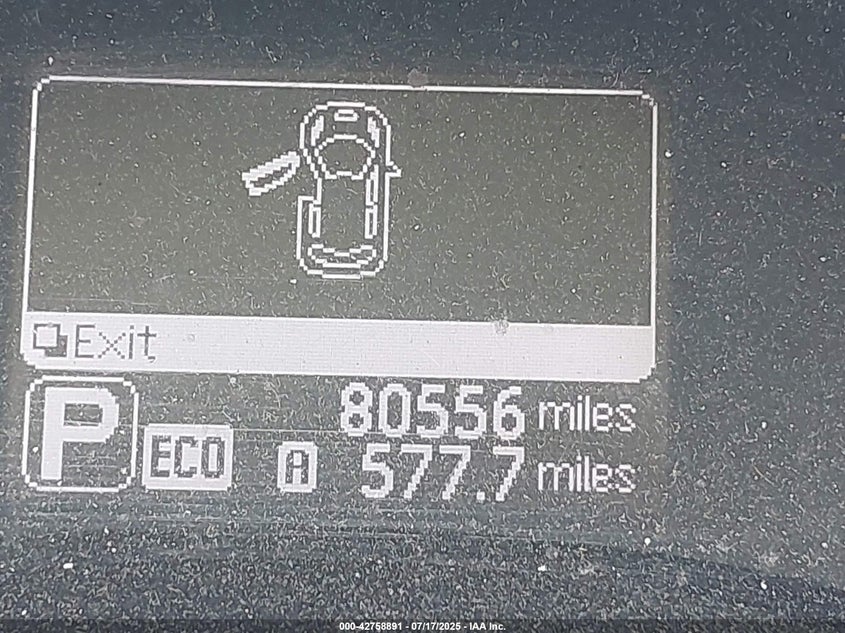 Exit
80556 miles
P ECO A 577.7 miles
000-42758891 - 07/17/2025 - IAA Inc.